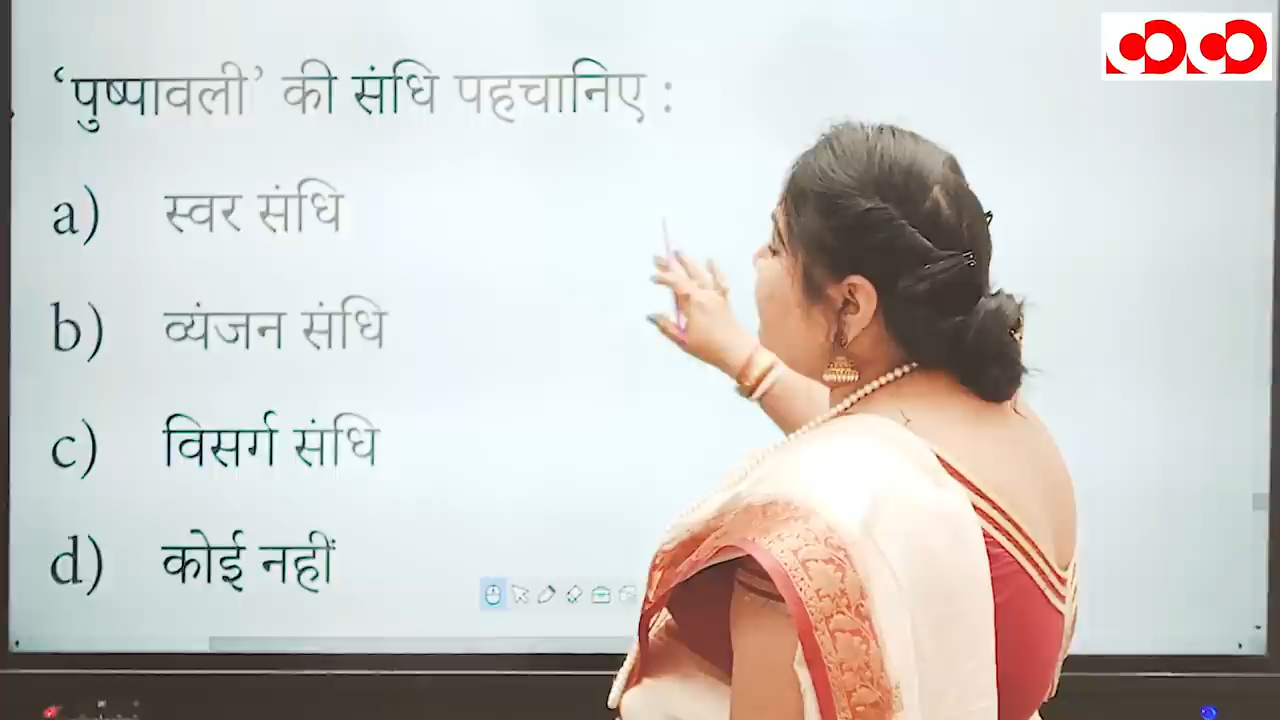 ‘पुष्पावली’ की संधि पहचानिए :
a) स्वर संधि
b) व्यंजन संधि
c) विसर्ग संधि
d) कोई नहीं